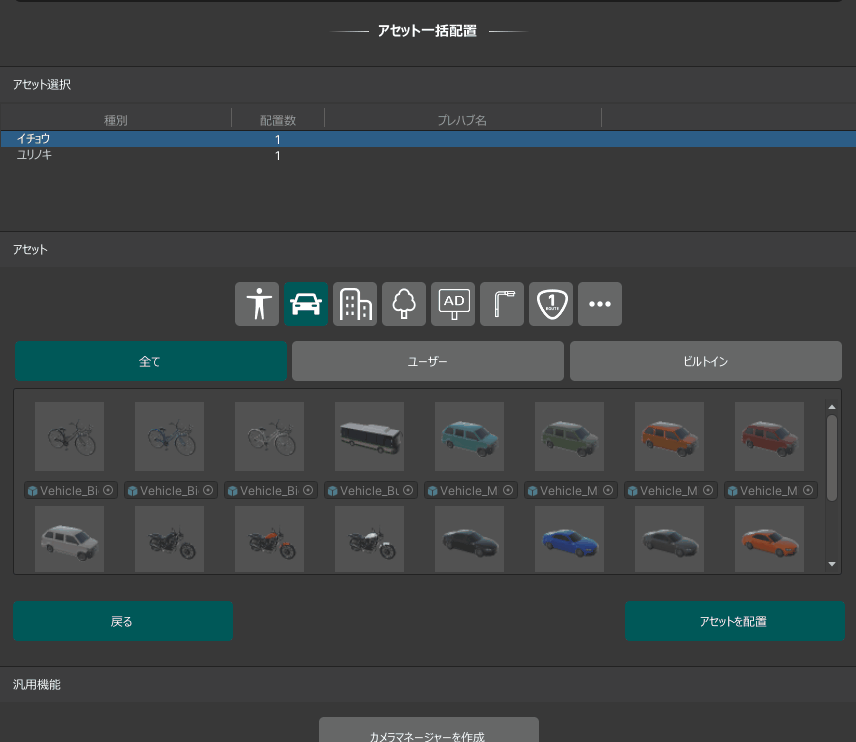 アセット一括配置
アセット選択
種別 配置数 プレハブ名
イチョウ 1
ユリノキ 1
アセット
AD 1 ROUTE
全て ユーザー ビルトイン
Vehicle_Bi Vehicle_Bi Vehicle_Bi Vehicle_Bu Vehicle_M Vehicle_M Vehicle_M Vehicle_M
戻る アセットを配置
汎用機能
カメラマネージャーを作成